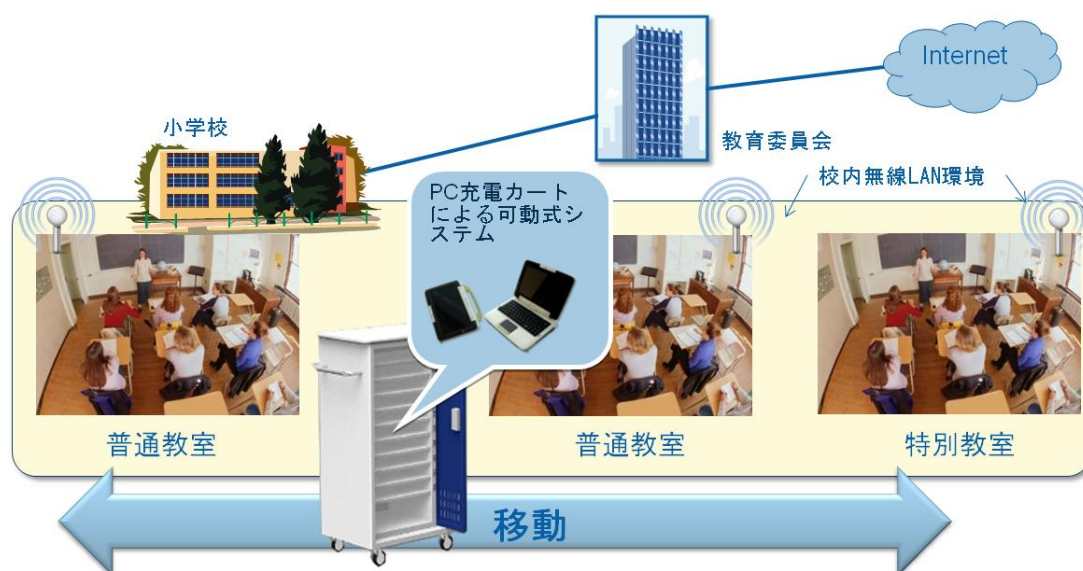 Internet
小学校
教育委員会
校内無線LAN環境
PC充電カート
による可動式シ
ステム
普通教室
普通教室
特別教室
移動